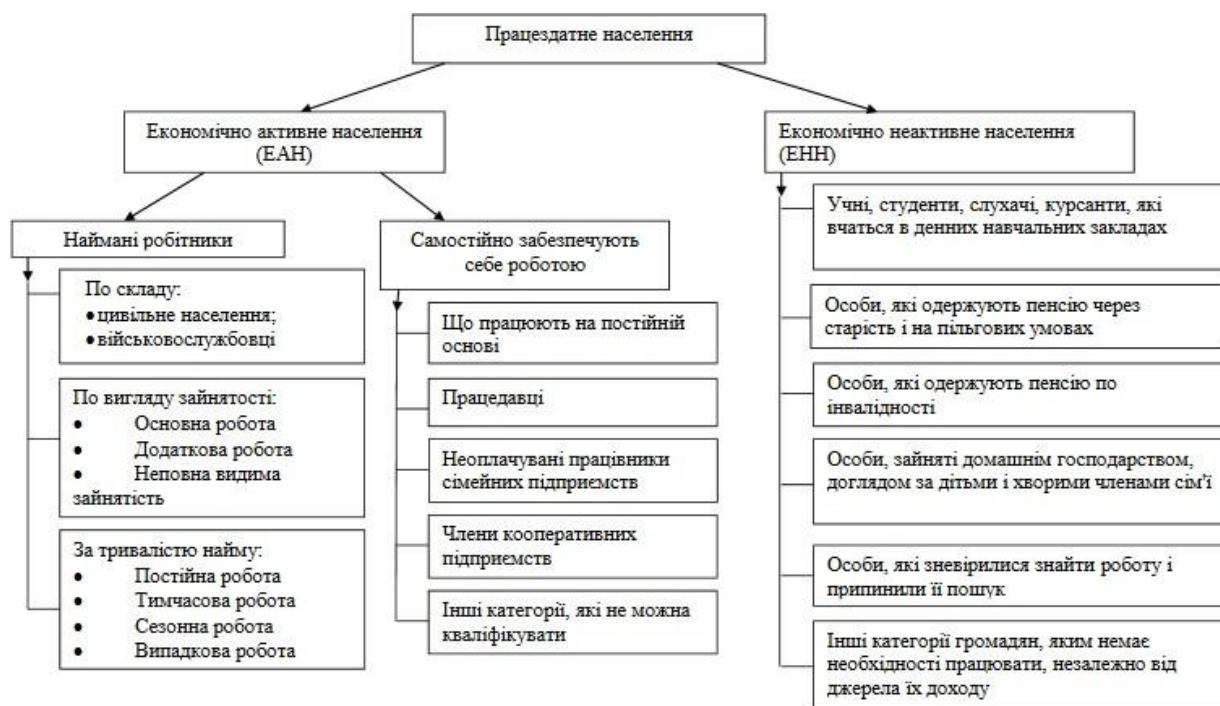 Працездатне населення
Економічно активне населення
(ЕАН)
Економічно неактивне населення
(ЕНН)
Наймані робітники
По складу:
●цивільне населення;
●військовослужбовці
По вигляду зайнятості:
● Основна робота
● Додаткова робота
● Неповна видима
зайнятість
За тривалістю найму:
● Постійна робота
● Тимчасова робота
● Сезонна робота
● Випадкова робота
Самостійно забезпечують
себе роботою
Що працюють на постійній
основі
Працедавці
Неоплачувані працівники
сімейних підприємств
Члени кооперативних
підприємств
Інші категорії, які не можна
кваліфікувати
Учні, студенти, слухачі, курсанти, які
вчаться в денних навчальних закладах
Особи, які одержують пенсію через
старість і на пільгових умовах
Особи, які одержують пенсію по
інвалідності
Особи, зайняті домашнім господарством,
доглядом за дітьми і хворими членами сім'ї
Особи, які зневірилися знайти роботу і
припинили її пошук
Інші категорії громадян, яким немає
необхідності працювати, незалежно від
джерела їх доходу